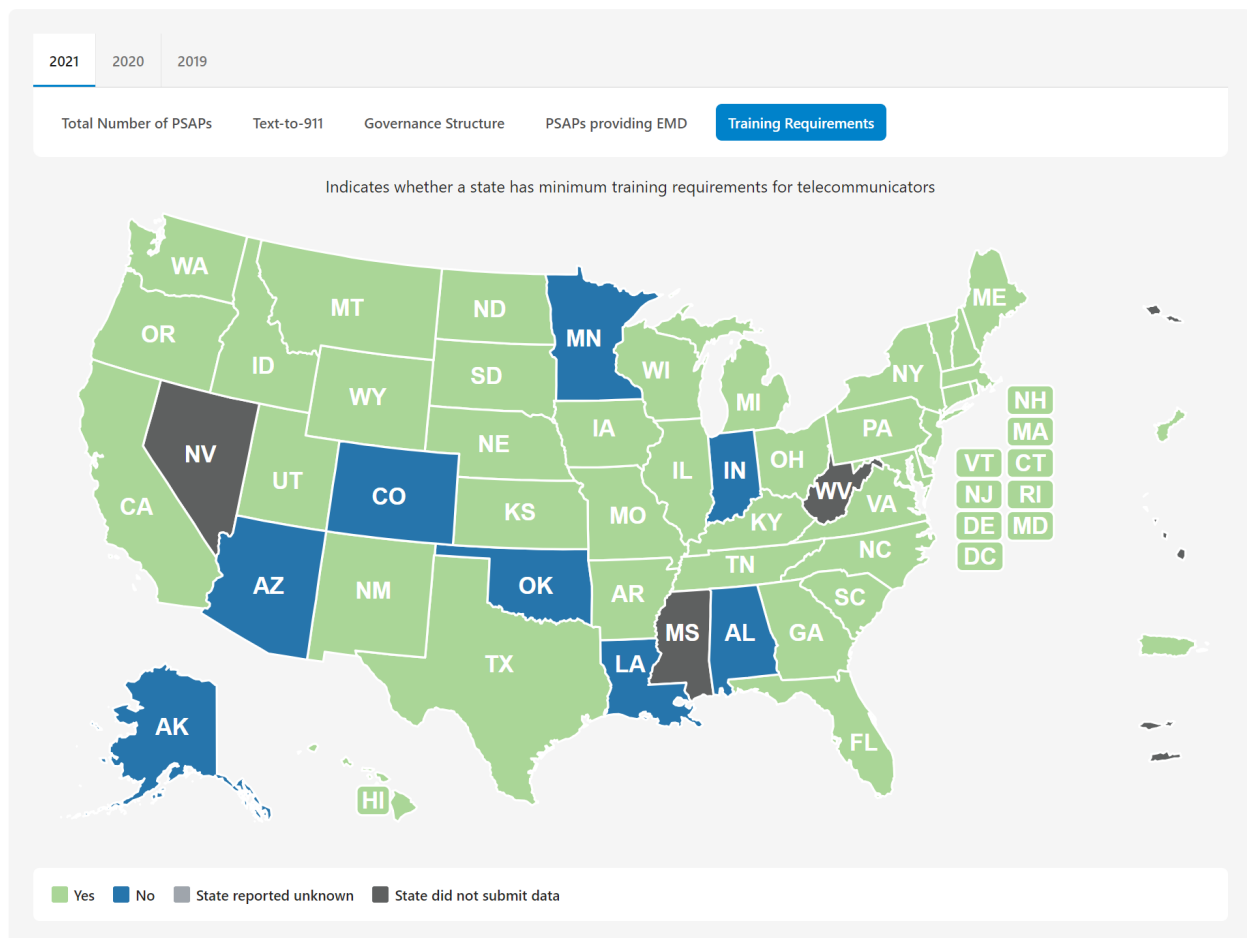 2021 2020 2019
Total Number of PSAPs Text-to-911 Governance Structure PSAPs providing EMD Training Requirements
Indicates whether a state has minimum training requirements for telecommunicators
WA
MT
ND
ME
OR
MN
ID
SD
WI
NY
WY
MI
NH
IA
PA
MA
NE
NV
OH
VT CT
IL
IN
UT
CO
WV
NJ RI
CA
VA
KS
MO
KY
DE MD
NC
DC
TN
AZ
OK
NM
AR
SC
MS
AL
GA
TX
LA
AK
FL
HI
Yes No State reported unknown State did not submit data